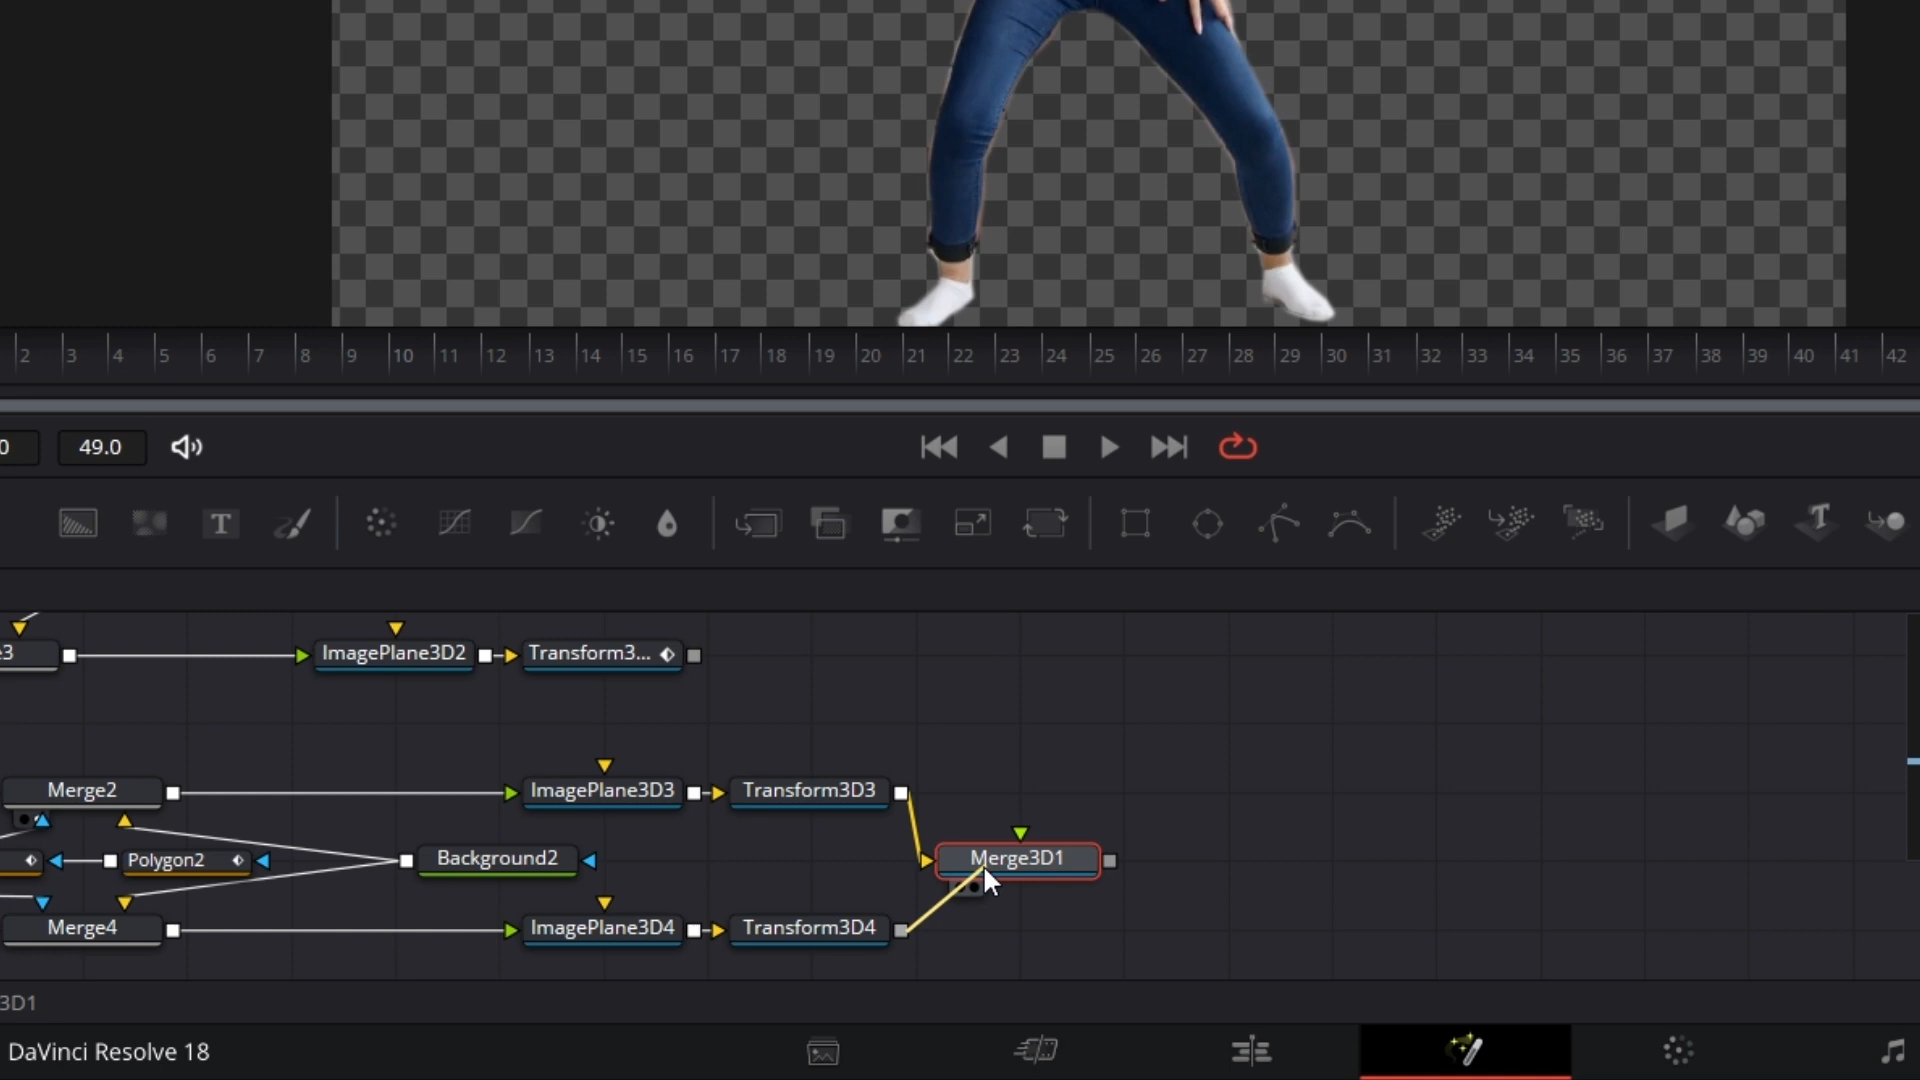 2 3 4 5 6 7 8 9 10 11 12 13 14 15 16 17 18 19 20 21 22 23 24 25 26 27 28 29 30 31 32 33 34 35 36 37 38 39 40 41 42
0 49.0
T
e3 ImagePlane3D2 Transform3...
Merge2 ImagePlane3D3 Transform3D3
Polygon2 Background2 Merge3D1
Merge4 ImagePlane3D4 Transform3D4
3D1
DaVinci Resolve 18